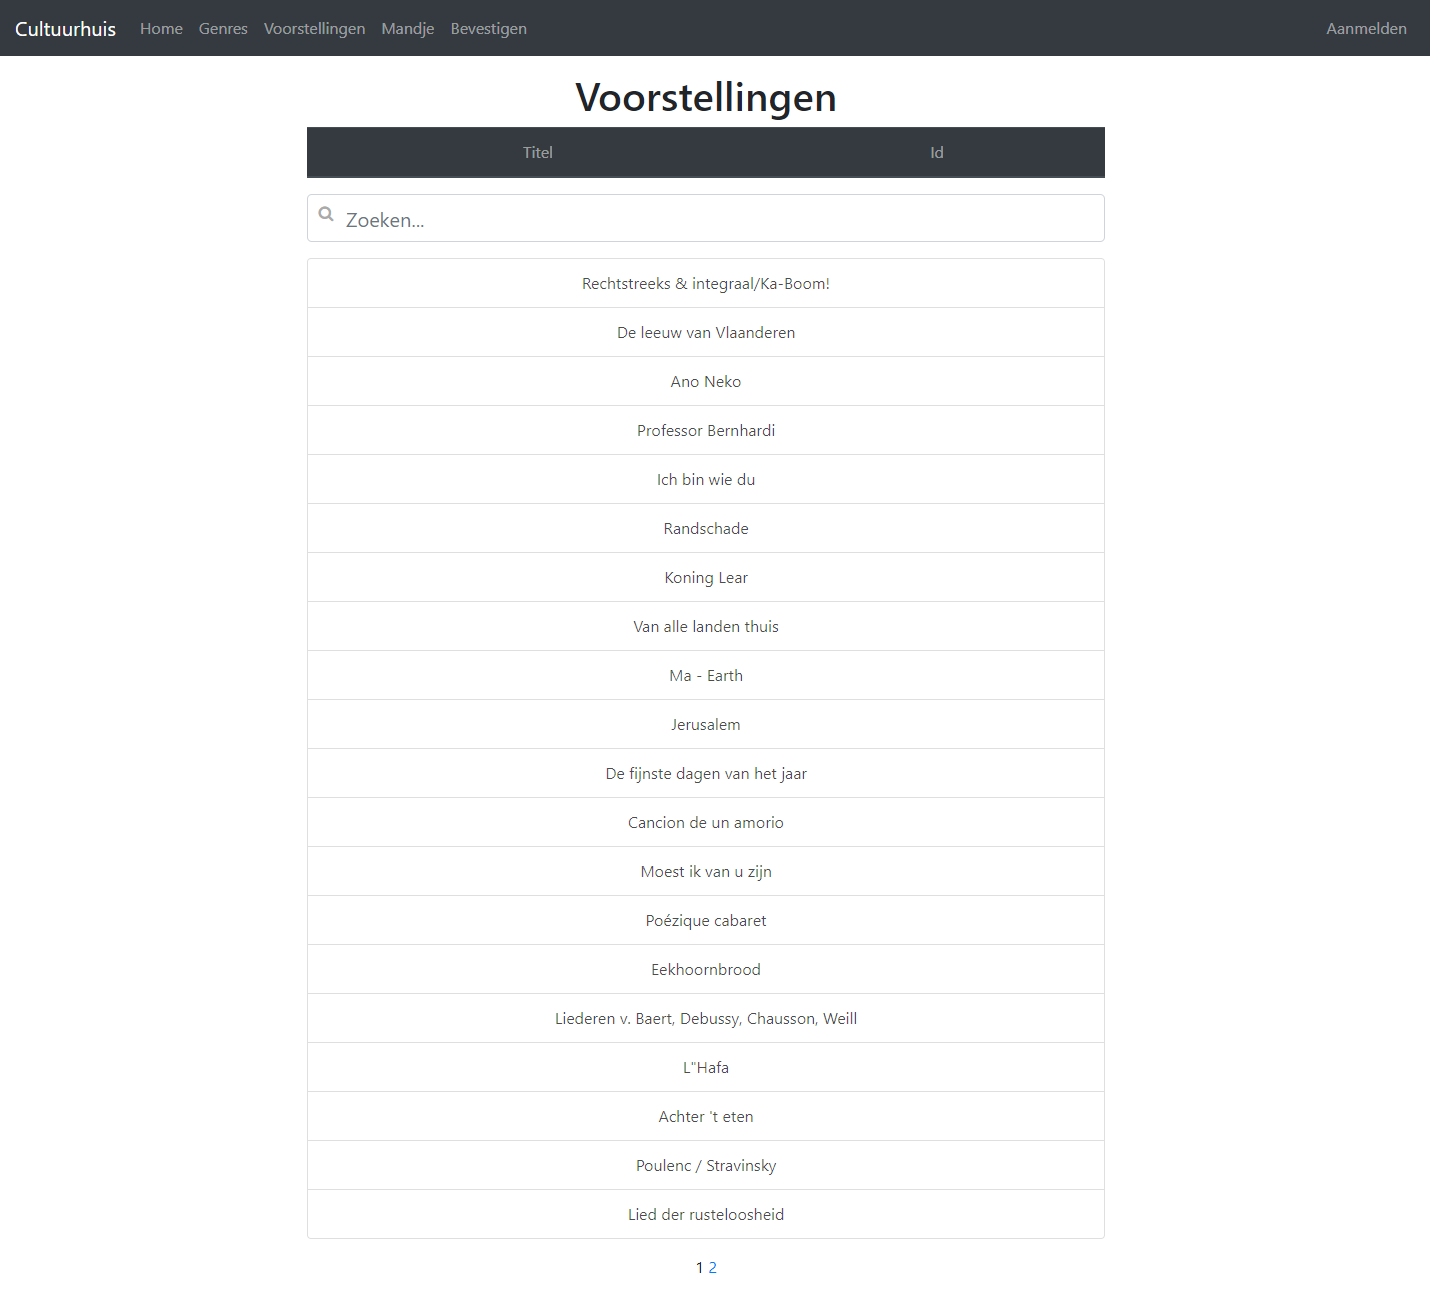 Cultuurhuis Home Genres Voorstellingen Mandje Bevestigen Aanmelden
Voorstellingen
Titel Id
Zoeken...
Rechtstreeks & integraal/Ka-Boom!
De leeuw van Vlaanderen
Ano Neko
Professor Bernhardi
Ich bin wie du
Randschade
Koning Lear
Van alle landen thuis
Ma - Earth
Jerusalem
De fijnste dagen van het jaar
Cancion de un amorio
Moest ik van u zijn
Poézique cabaret
Eekhoornbrood
Liederen v. Baert, Debussy, Chausson, Weill
L"Hafa
Achter 't eten
Poulenc / Stravinsky
Lied der rusteloosheid
1 2